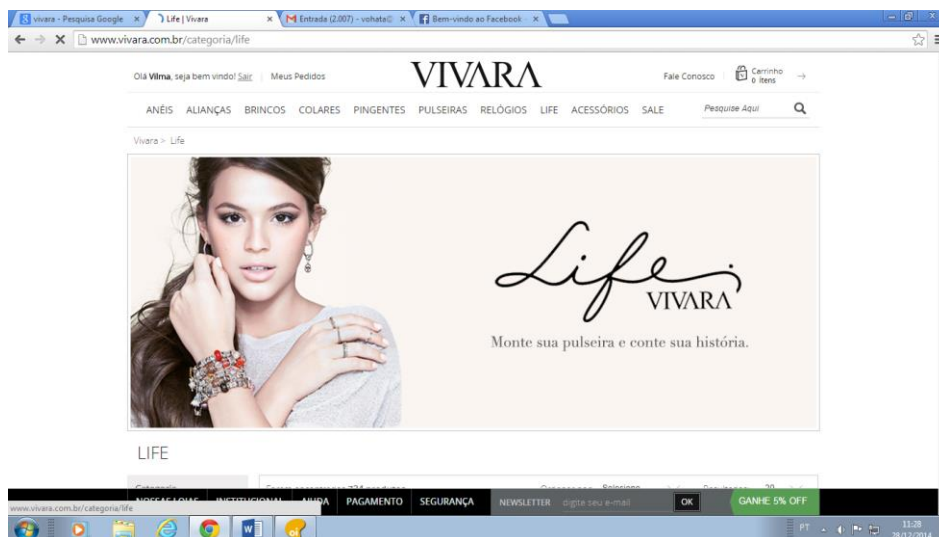 vivara - Pesquisa Google
Life | Vivara
Entrada (2.007) - vohata
Bem-vindo ao Facebook -
www.vivara.com.br/categoria/life
Olá Vilma, seja bem vindo! Sair
Meus Pedidos
VIVARA
Fale Conosco
Carrinho
0 itens
ANÉIS ALIANÇAS BRINCOS COLARES PINGENTES PULSEIRAS RELÓGIOS LIFE ACESSÓRIOS SALE
Pesquise Aqui
Vivara > Life
Life
VIVARA
Monte sua pulseira e conte sua história.
LIFE
Categoria
NOSSAS LOJAS INSTITUCIONAL AJUDA PAGAMENTO SEGURANÇA NEWSLETTER digite seu e-mail OK GANHE 5% OFF
www.vivara.com.br/categoria/life
PT
11:28
28/12/2014